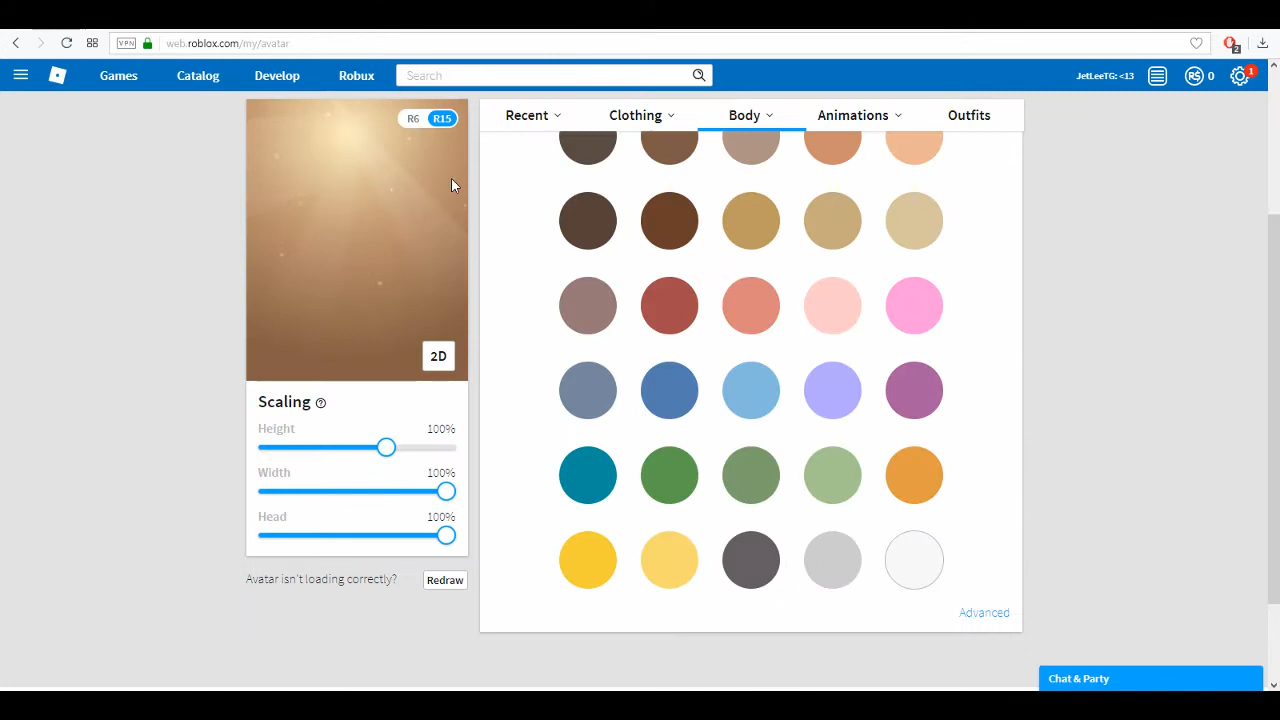 VPN web.roblox.com/my/avatar 2
Games Catalog Develop Robux Search JetLeeTG: <13 R$ 0 1
R6 R15
Recent Clothing Body Animations Outfits
2D
Scaling ?
Height 100%
Width 100%
Head 100%
Avatar isn't loading correctly? Redraw
Advanced
Chat & Party